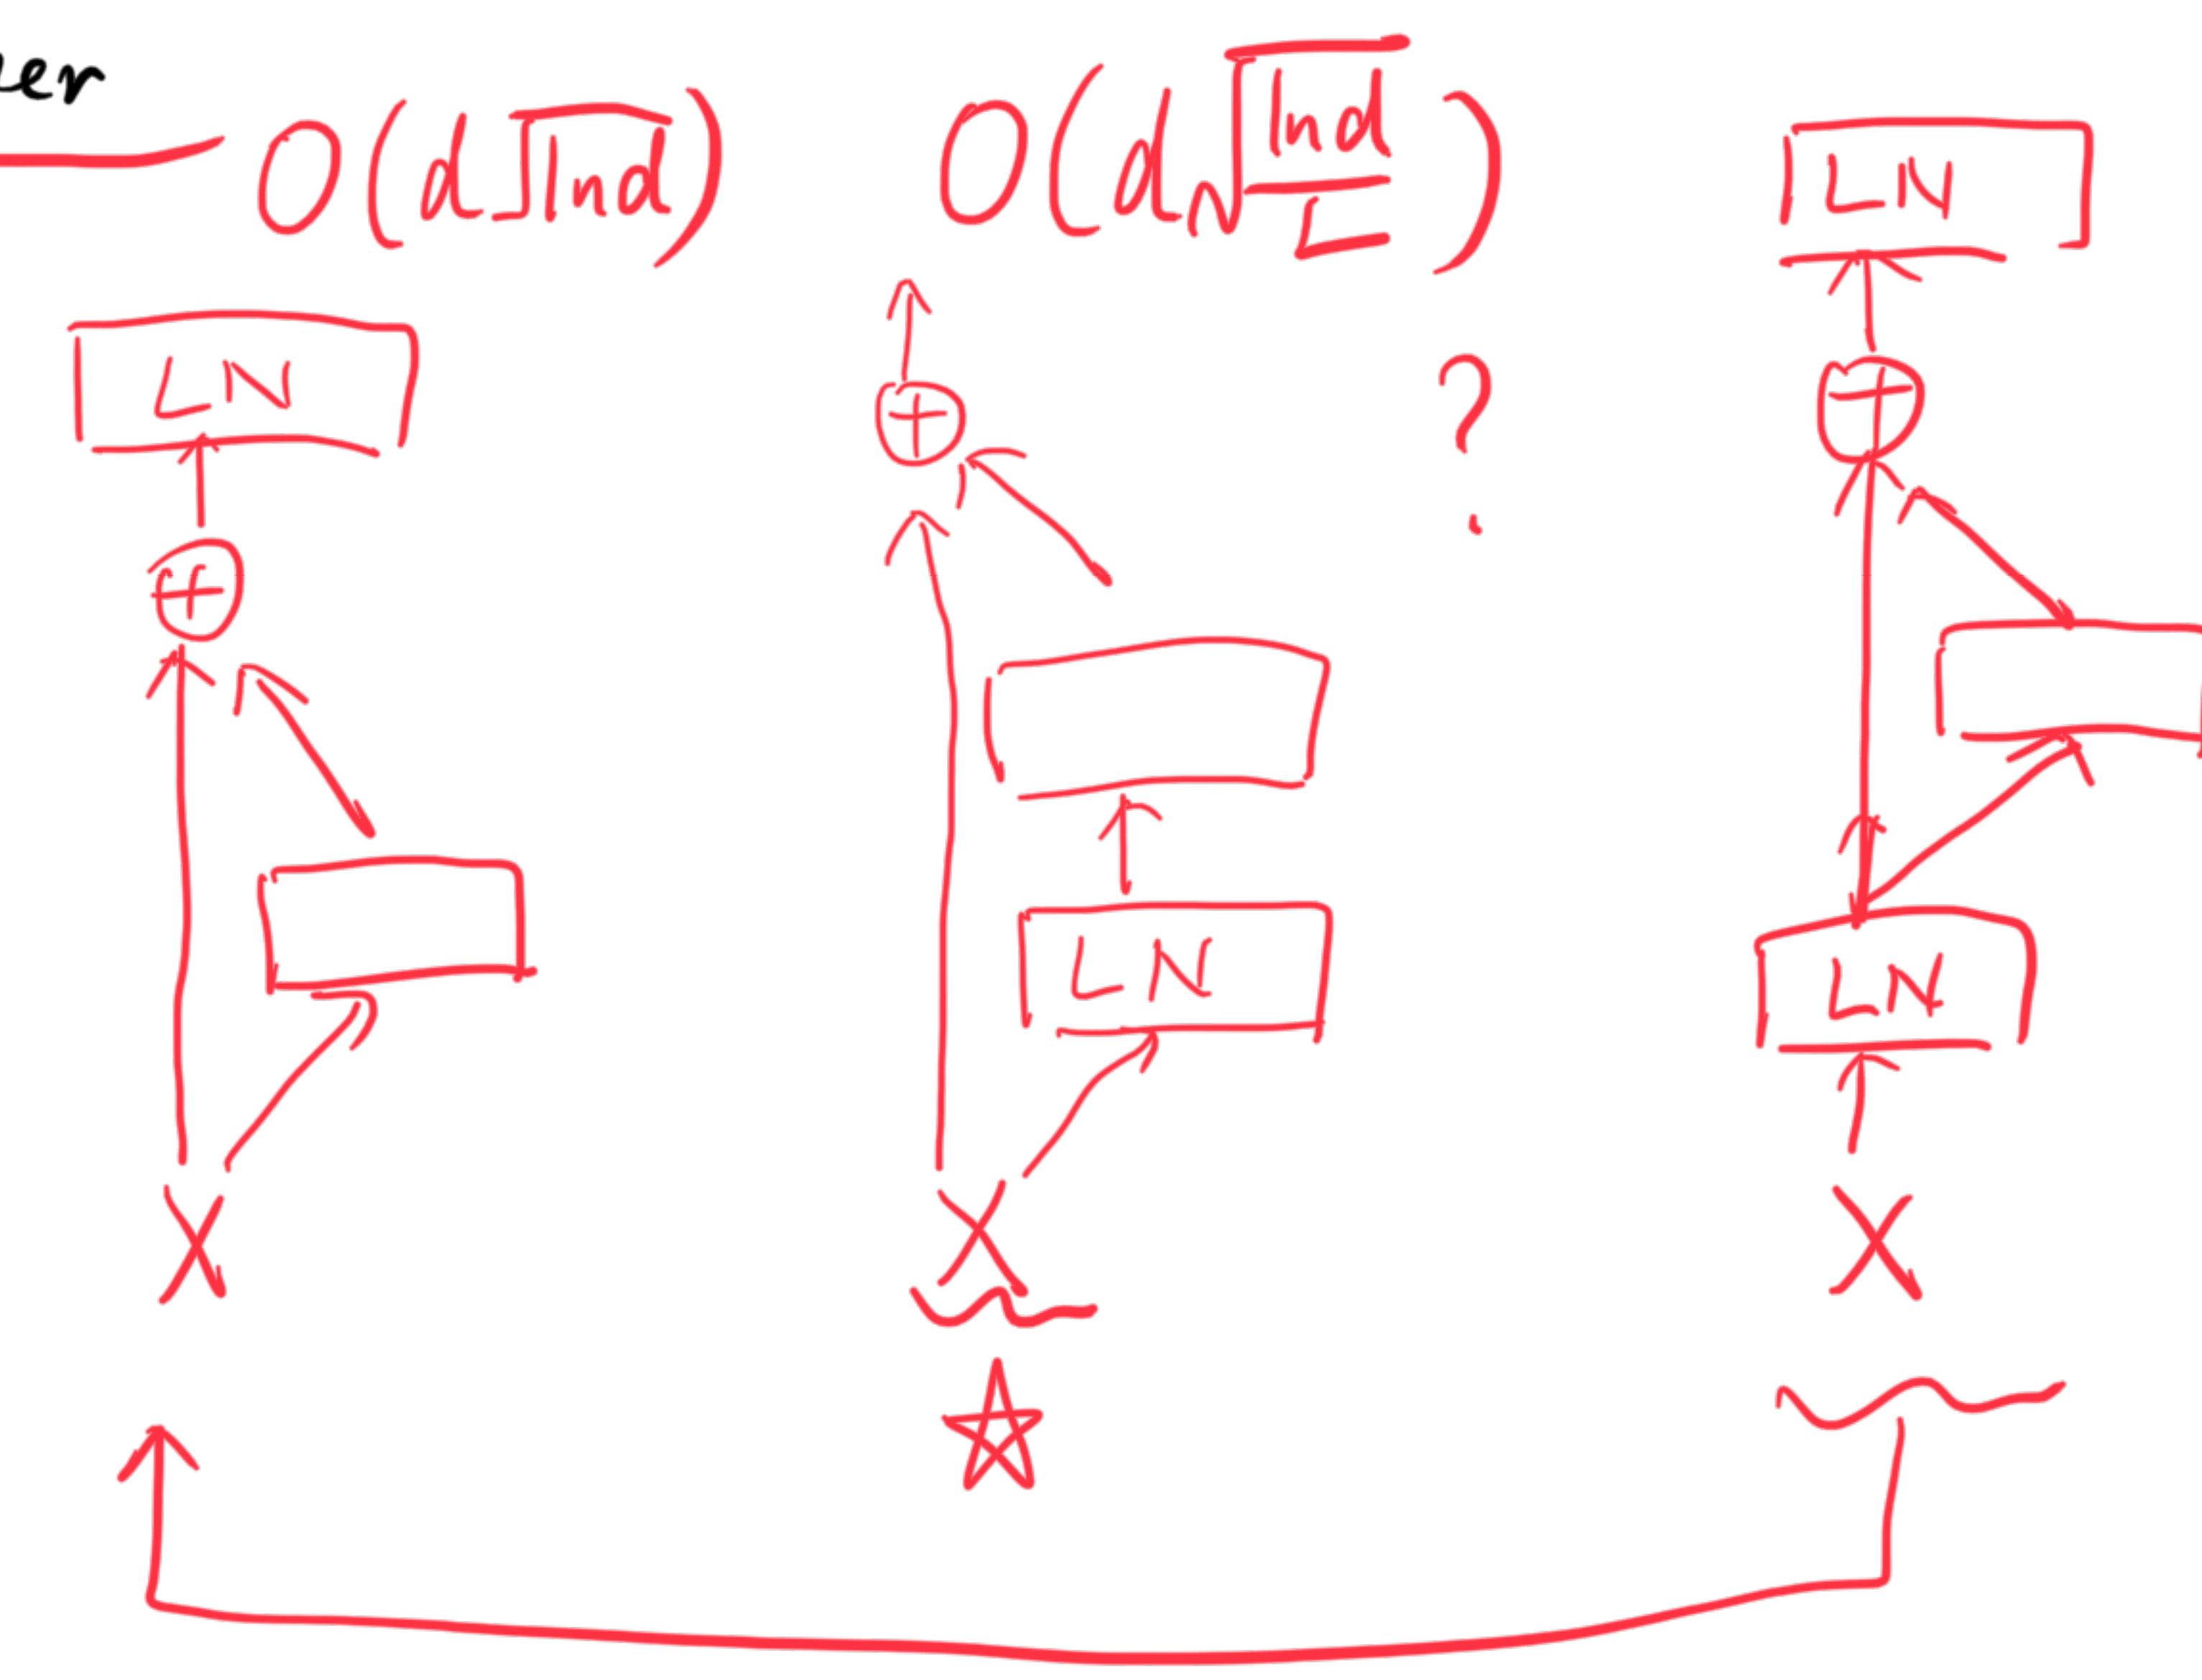 er
O(d√lnd) O(d√(lnd/L))
LN
LN
?
LN
LN
X X X